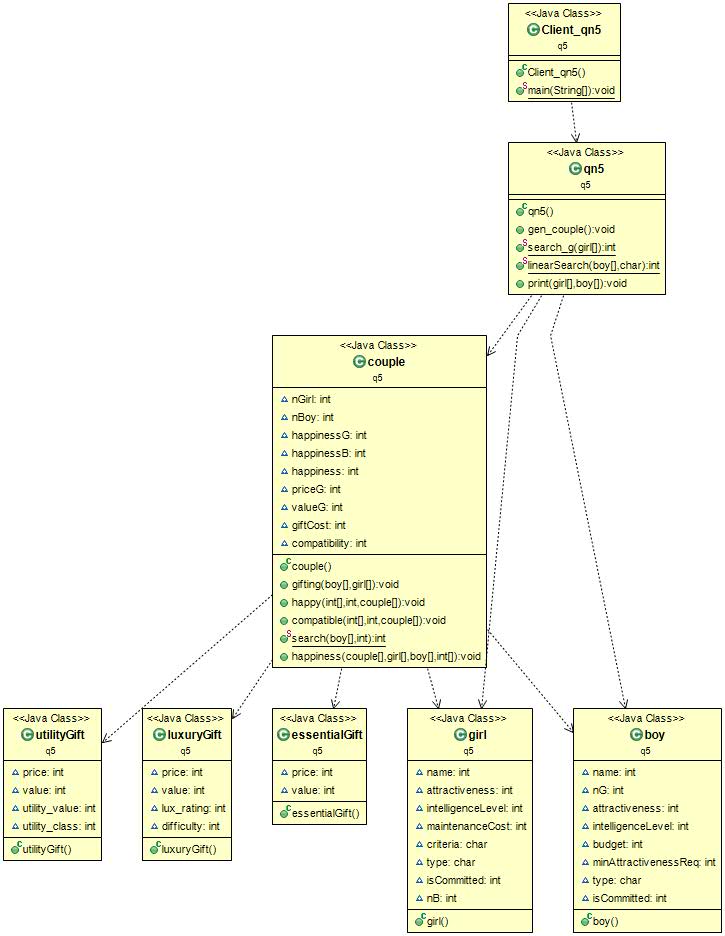 <<Java Class>>
Client_qn5
q5
Client_qn5()
main(String[]):void
<<Java Class>>
qn5
q5
qn5()
gen_couple():void
search_g(girl[]):int
linearSearch(boy[],char):int
print(girl[],boy[]):void
<<Java Class>>
couple
q5
nGirl: int
nBoy: int
happinessG: int
happinessB: int
happiness: int
priceG: int
valueG: int
giftCost: int
compatibility: int
couple()
gifting(boy[],girl[]):void
happy(int[],int,couple[]):void
compatible(int[],int,couple[]):void
search(boy[],int):int
happiness(couple[],girl[],boy[],int[]):void
<<Java Class>>
utilityGift
q5
price: int
value: int
utility_value: int
utility_class: int
utilityGift()
<<Java Class>>
luxuryGift
q5
price: int
value: int
lux_rating: int
difficulty: int
luxuryGift()
<<Java Class>>
essentialGift
q5
price: int
value: int
essentialGift()
<<Java Class>>
girl
q5
name: int
attractiveness: int
intelligenceLevel: int
maintenanceCost: int
criteria: char
type: char
isCommitted: int
nB: int
girl()
<<Java Class>>
boy
q5
name: int
nG: int
attractiveness: int
intelligenceLevel: int
budget: int
minAttractivenessReq: int
type: char
isCommitted: int
boy()